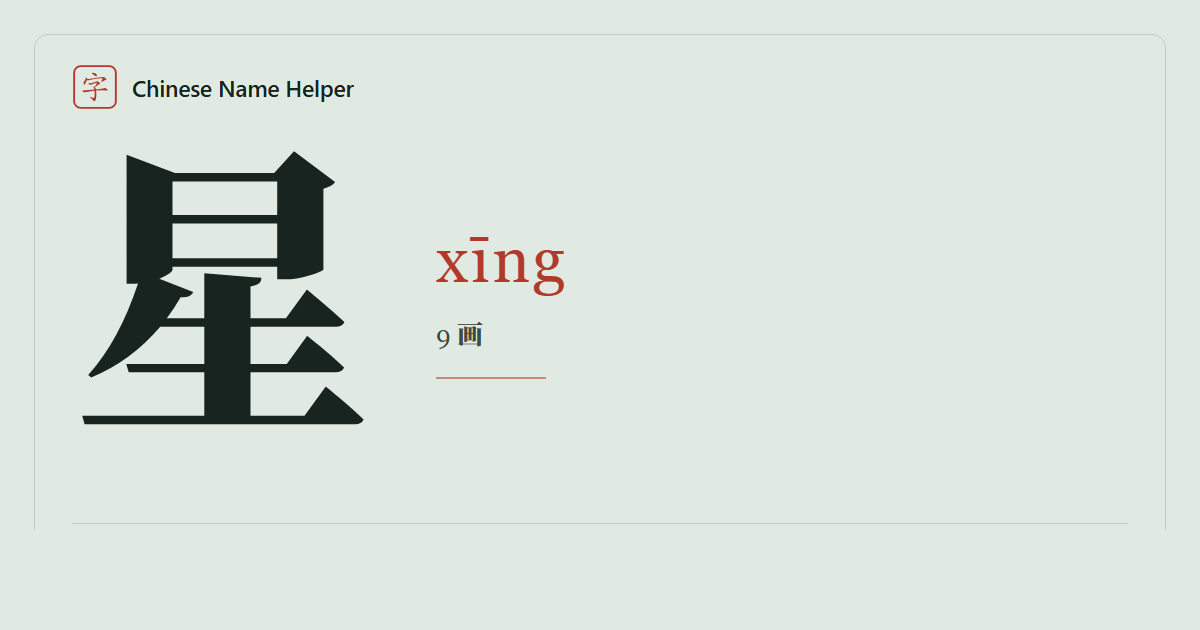 字 Chinese Name Helper
星
xīng
9 画